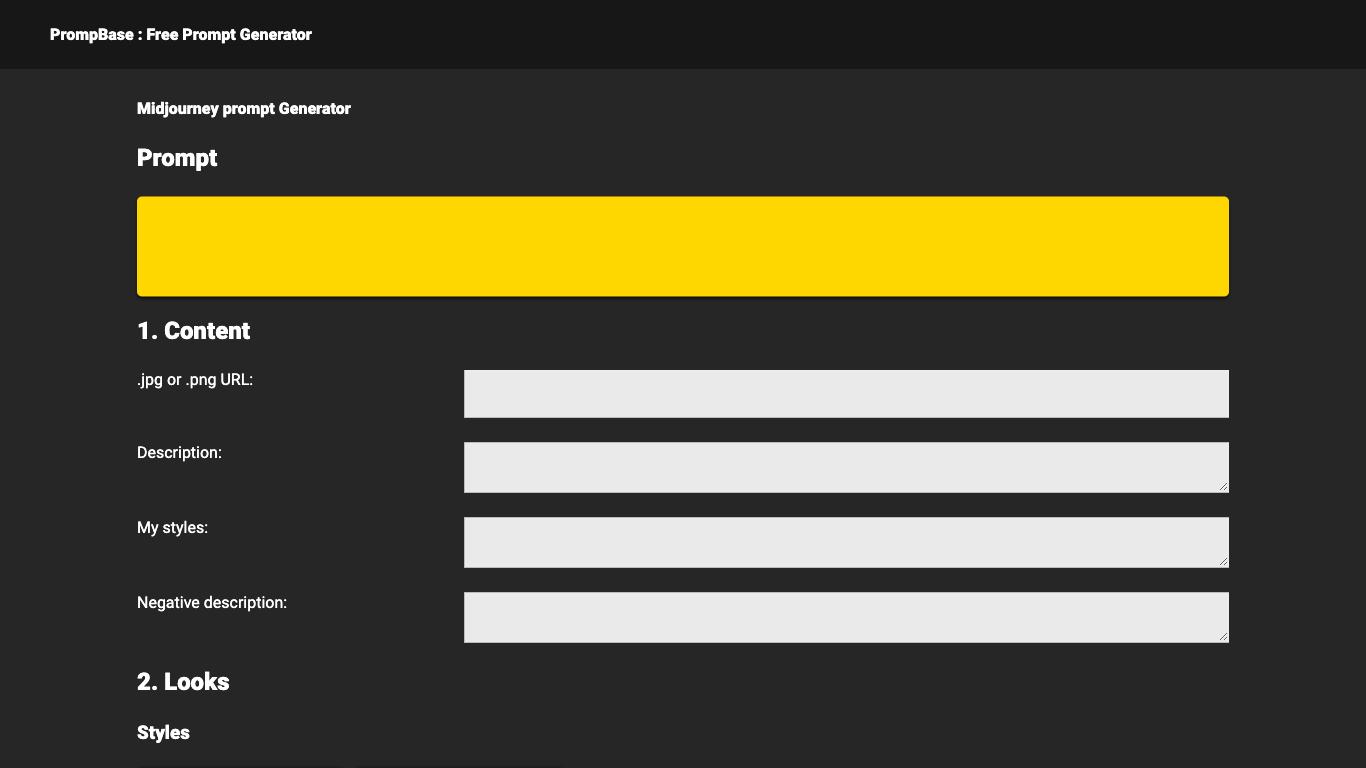 PrompBase : Free Prompt Generator
Midjourney prompt Generator
Prompt
1. Content
.jpg or .png URL:
Description:
My styles:
Negative description:
2. Looks
Styles